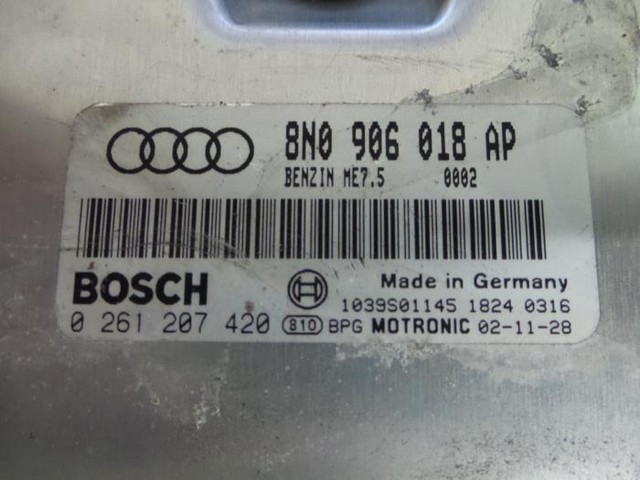 8N0 906 018 AP
BENZIN ME7.5 0002
BOSCH
Made in Germany
1039S01145 1824 0316
0 261 207 420 810 BPG MOTRONIC 02-11-28